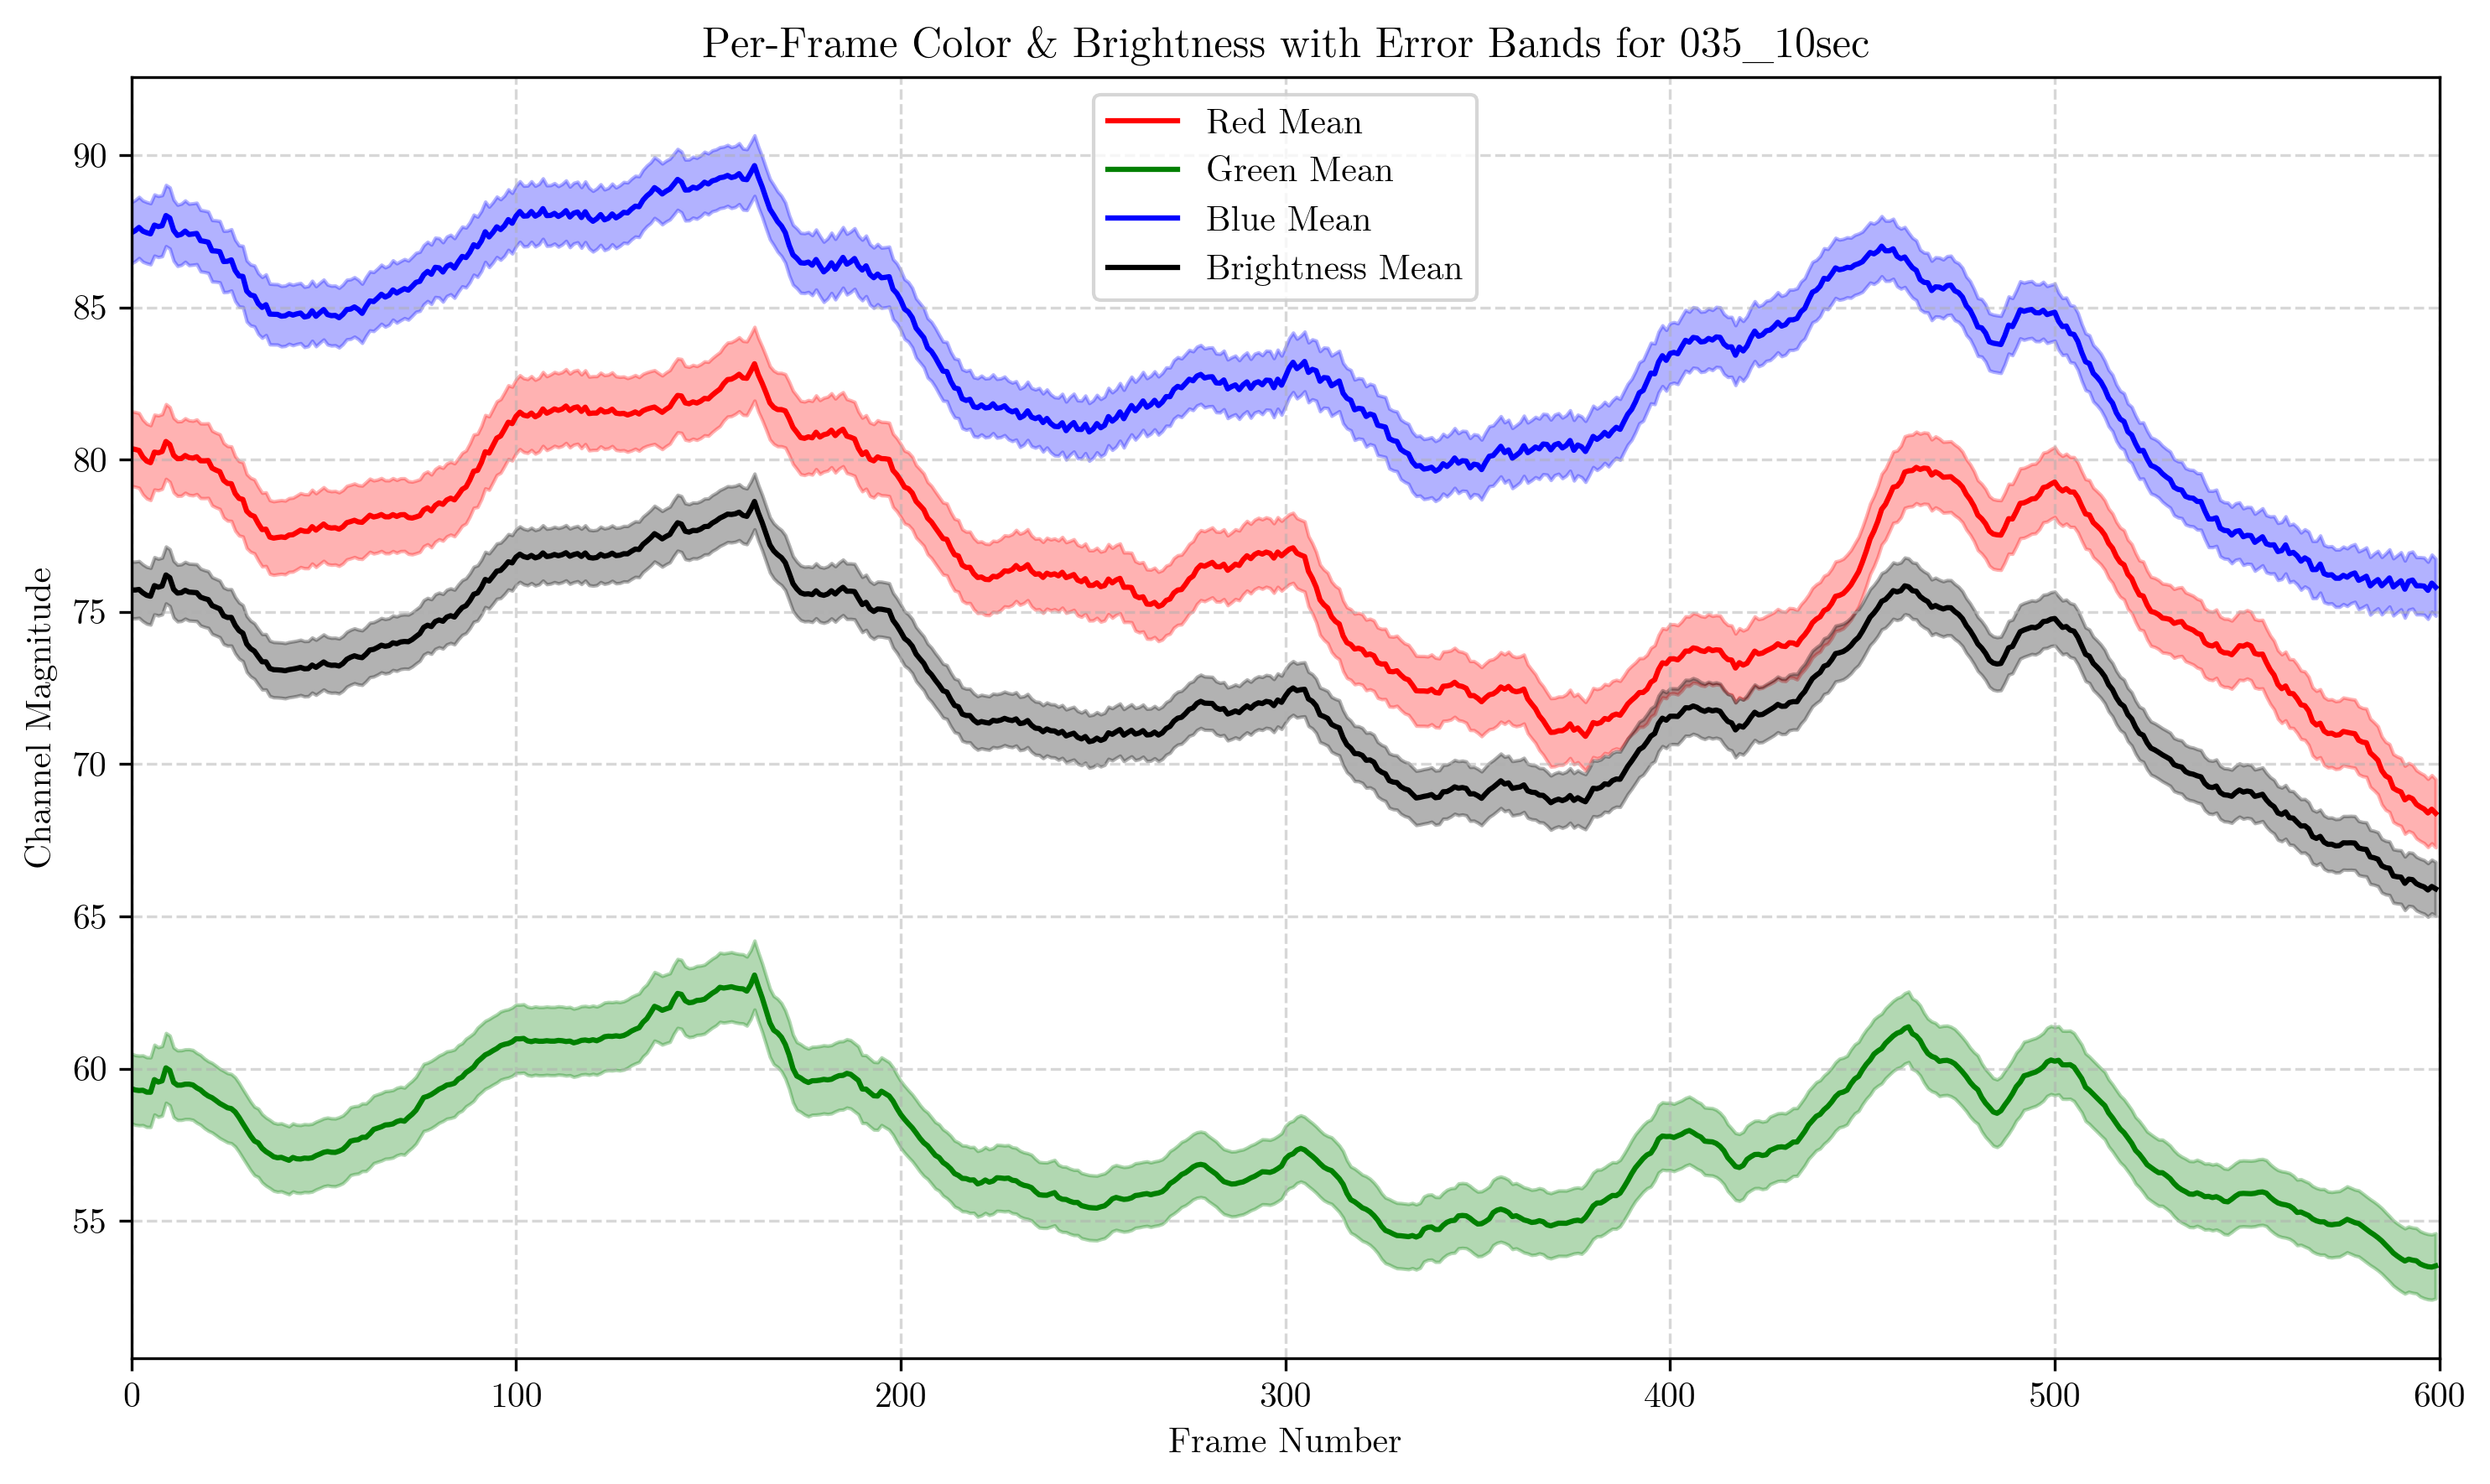 Per-Frame Color & Brightness with Error Bands for 035_10sec
Red Mean
Green Mean
Blue Mean
Brightness Mean
Channel Magnitude
90
85
80
75
70
65
60
55
0 100 200 300 400 500 600
Frame Number